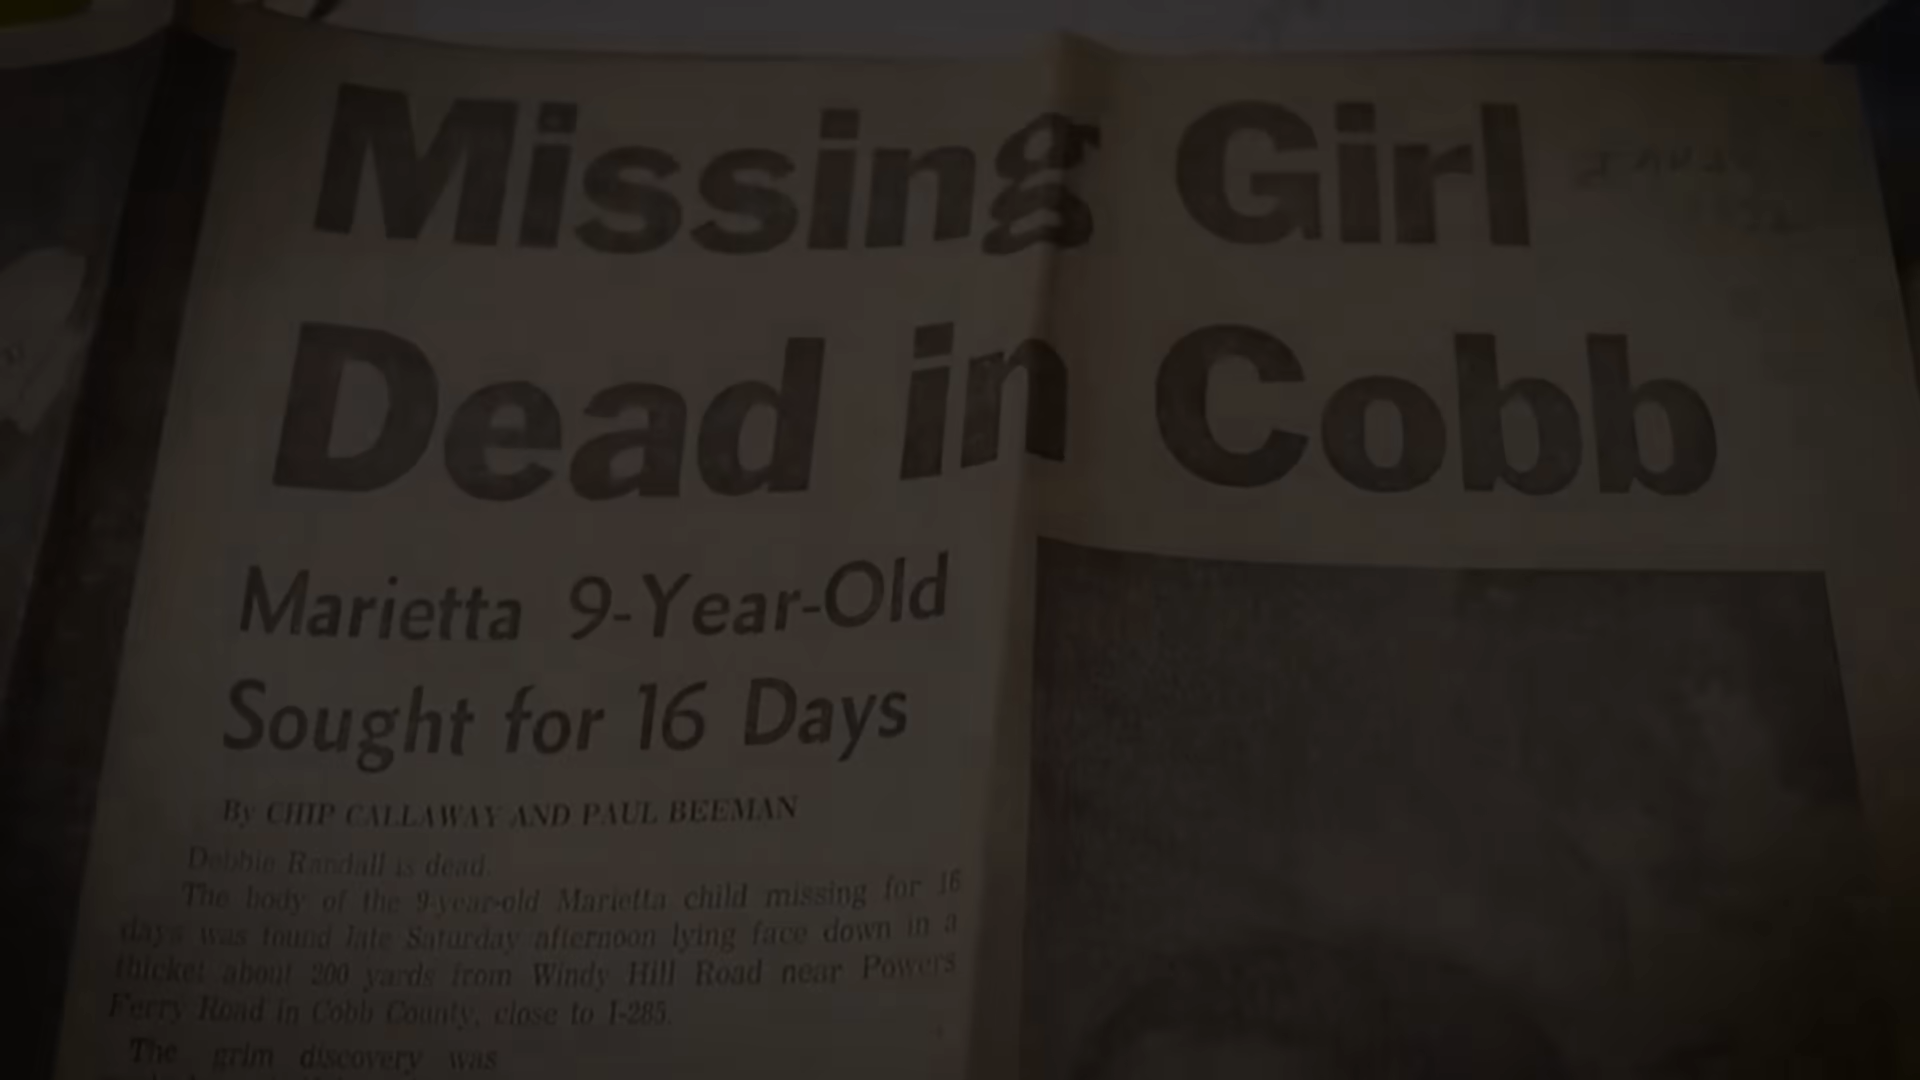 Missing Girl
Dead in Cobb
Marietta 9-Year-Old
Sought for 16 Days
By CHIP CALLAWAY AND PAUL BEEMAN
Debbie Randall is dead.
The body of the 9-year-old Marietta child missing for 16
days was found late Saturday afternoon lying face down in a
thicket about 200 yards from Windy Hill Road near Powers
Ferry Road in Cobb County, close to I-285.
The grim discovery was